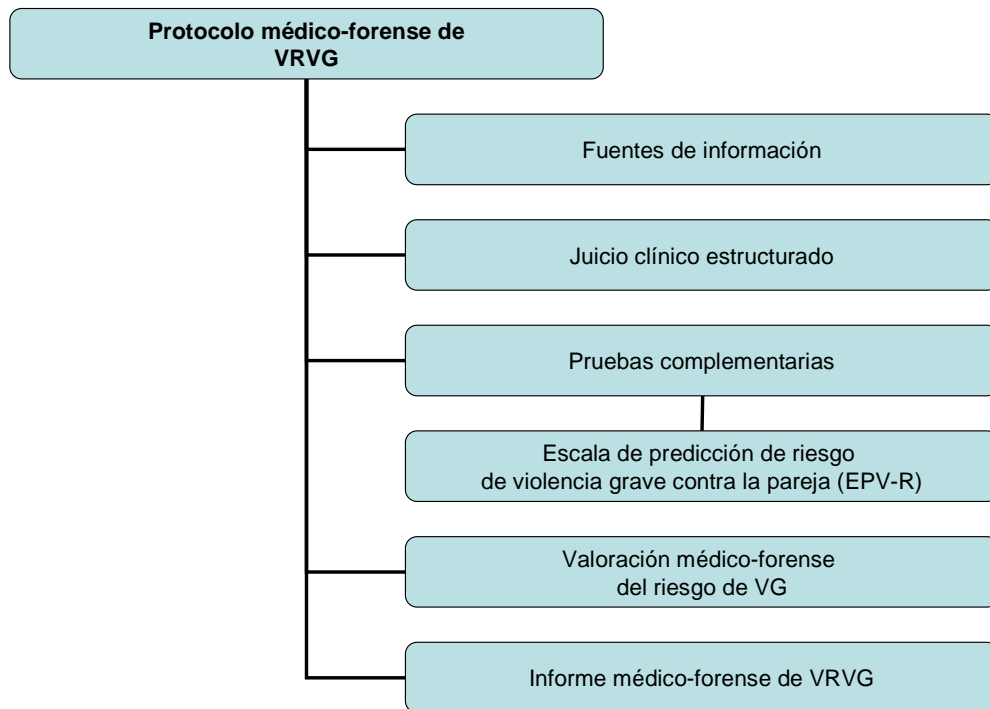 Protocolo médico-forense de
VRVG
Fuentes de información
Juicio clínico estructurado
Pruebas complementarias
Escala de predicción de riesgo
de violencia grave contra la pareja (EPV-R)
Valoración médico-forense
del riesgo de VG
Informe médico-forense de VRVG